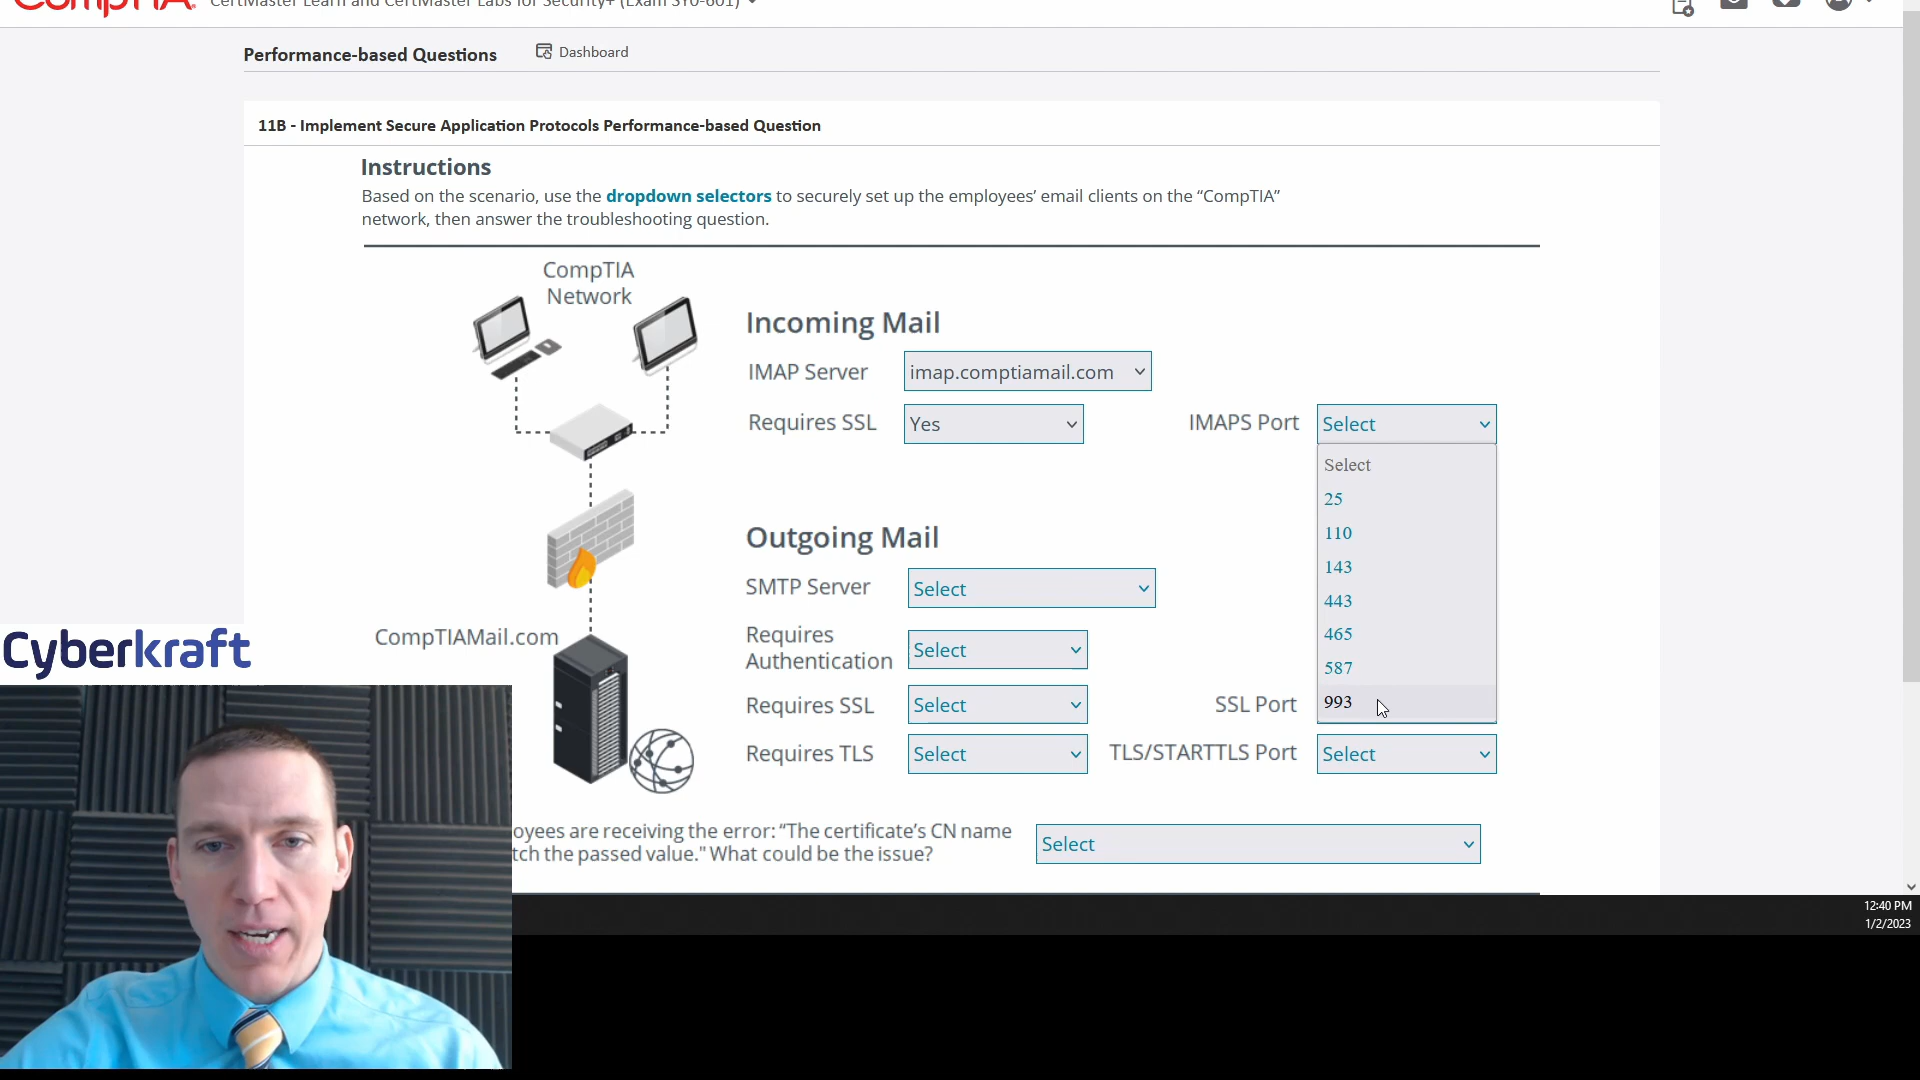 CompTIA. CertMaster Learn and CertMaster Labs for Security+ (Exam SY0-601)
Performance-based Questions
Dashboard
11B - Implement Secure Application Protocols Performance-based Question
Instructions
Based on the scenario, use the dropdown selectors to securely set up the employees’ email clients on the “CompTIA”
network, then answer the troubleshooting question.
CompTIA
Network
Incoming Mail
IMAP Server imap.comptiamail.com
Requires SSL Yes IMAPS Port Select
Select
25
110
143
443
465
587
993
Outgoing Mail
SMTP Server Select
Requires
Authentication Select
Requires SSL Select SSL Port
Requires TLS Select TLS/STARTTLS Port Select
CompTIAMail.com
Cyberkraft
oyees are receiving the error: “The certificate’s CN name
tch the passed value." What could be the issue?
Select
12:40 PM
1/2/2023